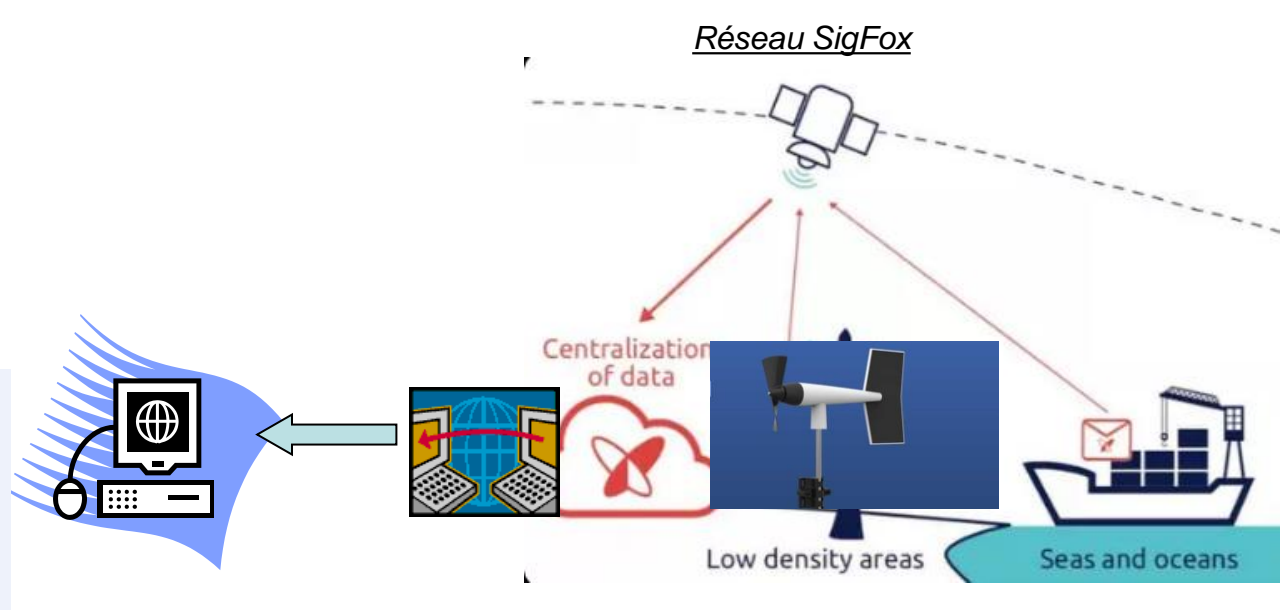 Réseau SigFox
Centralization
of data
Low density areas
Seas and oceans